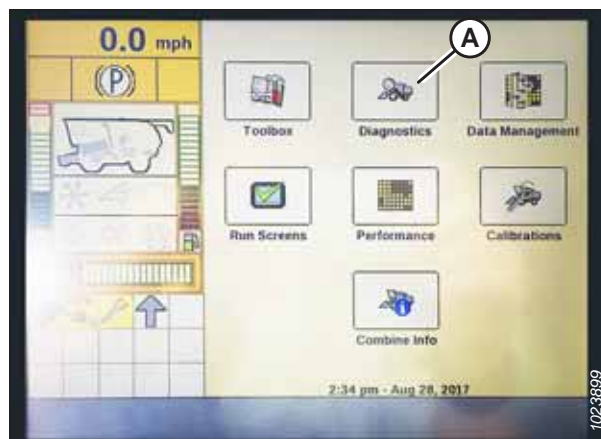 0.0 mph
A
(P)
Toolbox
Diagnostics
Data Management
Run Screens
Performance
Calibrations
Combine Info
2:34 pm - Aug 28, 2017
1023899